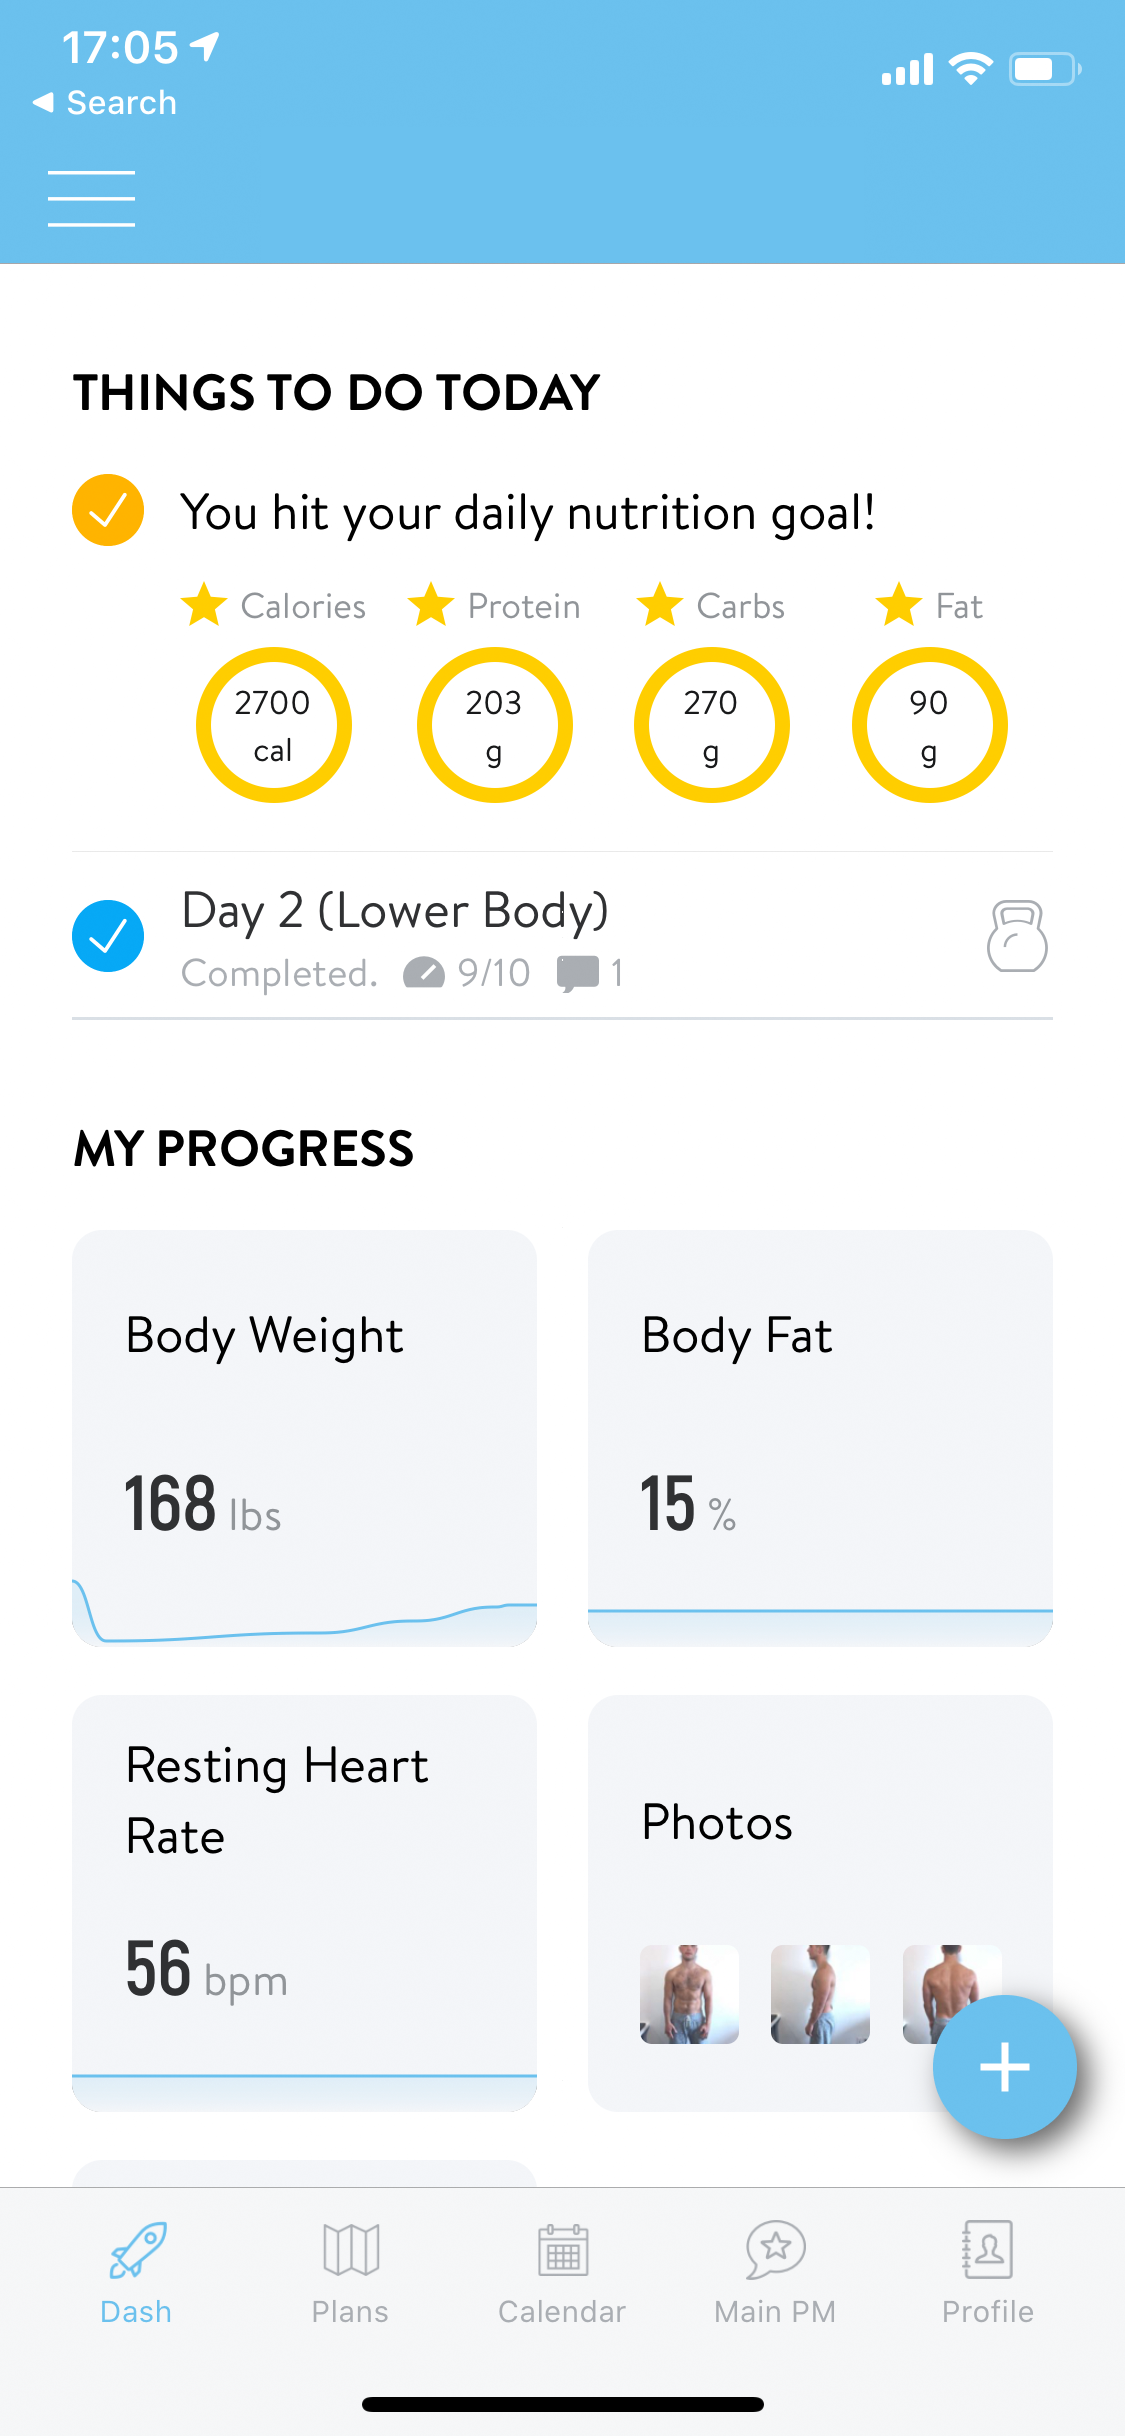 17:05
Search
THINGS TO DO TODAY
You hit your daily nutrition goal!
Calories Protein Carbs Fat
2700 203 270 90
cal g g g
Day 2 (Lower Body)
Completed. 9/10 1
MY PROGRESS
Body Weight
168 lbs
Body Fat
15 %
Resting Heart
Rate
56 bpm
Photos
Dash Plans Calendar Main PM Profile